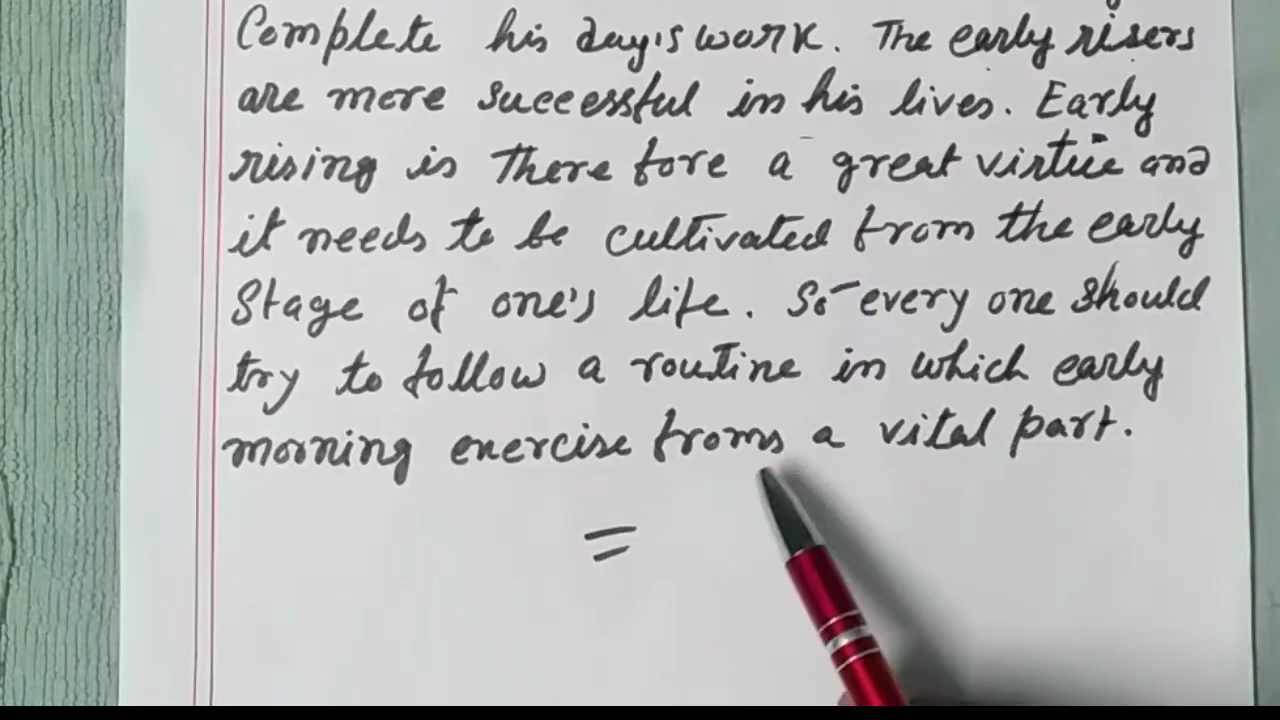 Complete his day's work. The early risers
are more successful in his lives. Early
rising is there fore a great virtue and
it needs to be cultivated from the early
Stage of one's life. So every one should
try to follow a routine in which early
morning exercise froms a vital part.